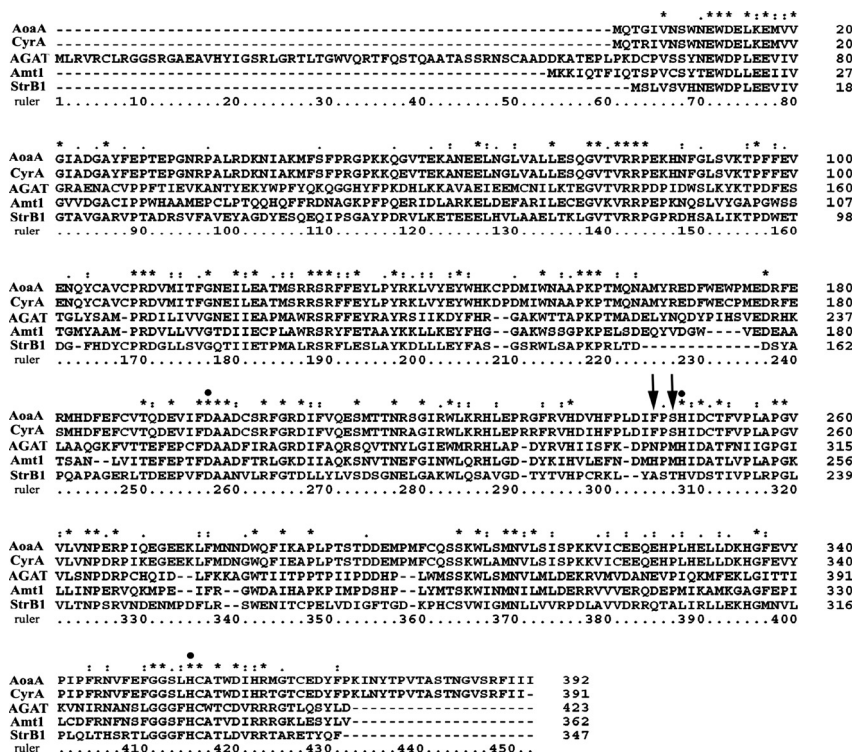 . * *** *:**:*
AoaA ------------------------------------------------------------MQTGIVNSWNEWDELKEMVV 20
CyrA ------------------------------------------------------------MQTRIVNSWNEWDELKEMVV 20
AGAT MLRVRCLRGGSRGAEAVHYIGSRLGRTLTGWVQRTFQSTQAATASSRNSCAADDKATEPLPKDCPVSSYNEWDPLEEVIV 80
Amt1 -----------------------------------------------------MKKIQTFIQTSPVCSYTEWDLLEEIIV 27
StrB1 --------------------------------------------------------------MSLVSVHNEWDPLEEVIV 18
ruler 1.......10........20........30........40........50........60........70........80
* . * . : . : : . ** *** * . : .
AoaA GIADGAYFEPTEPGNRPALRDKNIAKMFSFPRGPKKQGVTEKANEELNGLVALLESQGVTVRRPEKHNFGLSVKTPFFEV 100
CyrA GIADGAYFEPTEPGNRPALRDKNIAKMFSFPRGPKKQEVTEKANEELNGLVALLESQGVTVRRPEKHNFGLSVKTPFFEV 100
AGAT GRAENACVPPFTIEVKANTYEKYWPFYQKQGGHYFPKDHLKKAVAEIEEMCNILKTEGVTVRRPDPIDWSLKYKTPDFES 160
Amt1 GVVDGACIPPWHAAMEPCLPTQQHQFFRDNAGKPFPQERIDLARKELDEFARILECEGVKVRRPEPKNQSLVYGAPGWSS 107
StrB1 GTAVGARVPTADRSVFAVEYAGDYESQEQIPSGAYPDRVLKETEEELHVLAAELTKLGVTVRRPGPRDHSALIKTPDWET 98
ruler .........90.......100.......110.......120.......130.......140.......150.......160
. : *** : : * : : * *** ** . : : : . * : * : .
AoaA ENQYCAVCPRDVMITFGNEILEATMSRRSRFFEYLPYRKLVYEYWHKCPDMIWNAAPKPTMQNAMYREDFWEWPMEDRFE 180
CyrA ENQYCAVCPRDVMITFGNEILEAPMSRRSRFFEYLPYRKLVYEYWHKCPDMIWNAAPKPTMQNAMYREDFWECPMEDRFE 180
AGAT TGLYSAM-PRDILIVVGNEIIEAPMAWRSRFFEYRAYRSIIKDYFHR--GAKWTTAPKPTMADELYNQDYPIHSVEDRHK 237
Amt1 TGMYAAM-PRDVLLVVGTDIIECPLAWRSRYFETAAYKKLLKEYFHG--GAKWSSGPKPELSDEQYVDGW----VEDEAA 180
StrB1 DG-FHDYCPRDGLLSVGQTIIETPMALRSRFLESLAYKDLLLEYFAS--GSRWLSAPKPRLTD-----------DSYA 162
ruler .......170.......180.......190.......200.......210.......220.......230.......240
* : * ** *** * * : . * : * : * . : *
AoaA RMHDFEFCVTQDEVIFDAADCSRFGRDIFVQESMTTNRSGIRWLKRHLEPRGFRVHDVHFPLDIFPSHIDCTFVPLAPGV 260
CyrA SMHDFEFCVTQDEVIFDAADCSRFGRDIFVQESMTTNRAGIRWLKRHLEPRRFRVHDIHFPLDIFPSHIDCTFVPLAPGV 260
AGAT LAAQGKFVTTEFEPCFDAADFIRAGRDIFAQRSQVTNYLGIEWMRRHLAP-DYRVHIISFK-DPNPMHIDATFNIIGPGI 315
Amt1 TSAN--LVITEFEPTFDAADFTRLGKDIIAQKSNVTNEFGINWLQRHLGD-DYKIHVLEFN-DMHPMHIDATLVPLAPGK 256
StrB1 PQAPAGERLTDEEPVFDAANVLRFGTDLLYLVSDSGNELGAKWLQSAVGD-TYTVHPCRKL--YASTHVDSTIVPLRPGL 239
ruler .......250.......260.......270.......280.......290.......300.......310.......320
: * ** ** : : * . . . * * : ** . : . : :
AoaA VLVNPERPIQEGEEKLFMNNDWQFIKAPLPTSTDDEMPMFCQSSKWLSMNVLSISPKKVICEEQEHPLHELLDKHGFEVY 340
CyrA VLVNPDRPIKEGEEKLFMDNGWQFIEAPLPTSTDDEMPMFCQSSKWLSMNVLSISPKKVICEEQEHPLHELLDKHGFEVY 340
AGAT VLSNPDRPCHQID--LFKKAGWTIITPPTPIIPDDHP--LWMSSKWLSMNVLMLDEKRVMVDANEVPIQKMFEKLGITTI 391
Amt1 LLINPERVQKMPE--IFR--GWDAIHAPKPIMPDSHP--LYMTSKWINMNILMIDERRVVVERQDEPMIKAMKGAGFEPI 330
StrB1 VLTNPSRVNDENMPDFLR--SWENITCPELVDIGFTGD-KPHCSVWIGMNLLVVRPDLAVVDRRQTALIRLLEKHGMNVL 316
ruler .......330.......340.......350.......360.......370.......380.......390.......400
: : : *** ** * * : * : :
AoaA PIPFRNVFEFGGSLHCATWDIHRMGTCEDYFPKINYTPVTASTNGVSRFIII 392
CyrA PIPFRNVFEFGGSLHCATWDIHRTGTCEDYFPKLNYTPVTASTNGVSRFII- 391
AGAT KVNIRNANSLGGGFHCWTCDVRRRGTLQSYLD-------------------- 423
Amt1 LCDFRNFNSLGGGFHCATVDIRRRGKLESYLV-------------------- 362
StrB1 PLQLTHSRTLGGGFHCATLDVRRTARETYQF--------------------- 347
ruler .......410.......420.......430.......440.......450..